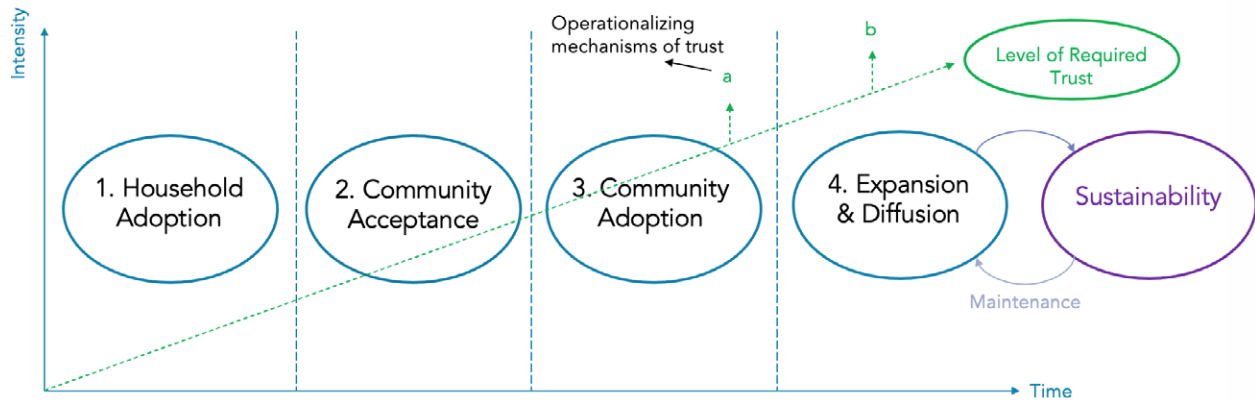 Intensity
Operationalizing
mechanisms of trust
a
b
Level of Required
Trust
1. Household
Adoption
2. Community
Acceptance
3. Community
Adoption
4. Expansion
& Diffusion
Sustainability
Maintenance
Time